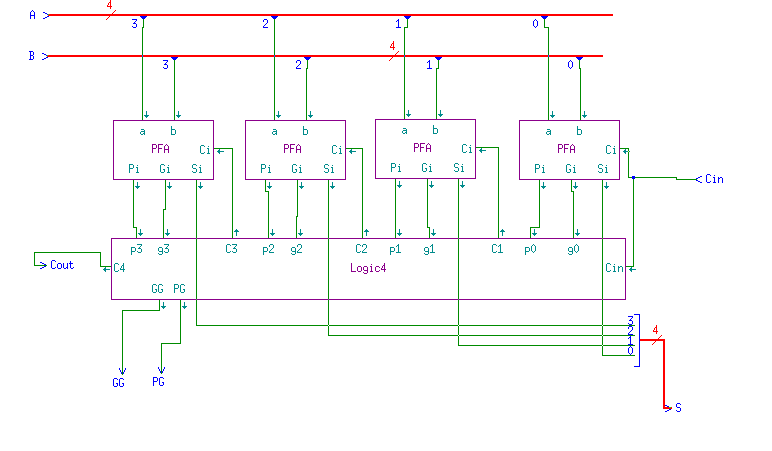 4
A 3 2 1 0
4
B 3 2 1 0
a b a b a b a b
PFA Ci PFA Ci PFA Ci PFA Ci
Pi Gi Si Pi Gi Si Pi Gi Si Pi Gi Si
Cin
p3 g3 C3 p2 g2 C2 p1 g1 C1 p0 g0
Cout C4 Logic4 Cin
GG PG
3
2
1
0
4
GG PG
S